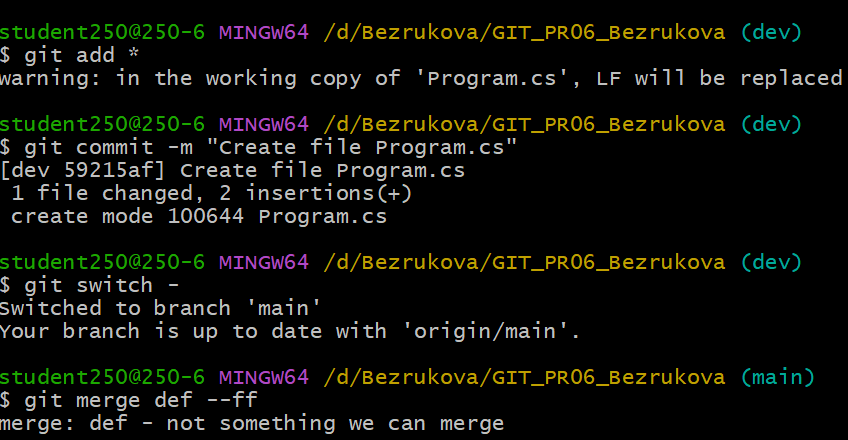 student250@250-6 MINGW64 /d/Bezrukova/GIT_PR06_Bezrukova (dev)
$ git add *
warning: in the working copy of 'Program.cs', LF will be replaced
student250@250-6 MINGW64 /d/Bezrukova/GIT_PR06_Bezrukova (dev)
$ git commit -m "Create file Program.cs"
[dev 59215af] Create file Program.cs
1 file changed, 2 insertions(+)
create mode 100644 Program.cs
student250@250-6 MINGW64 /d/Bezrukova/GIT_PR06_Bezrukova (dev)
$ git switch -
Switched to branch 'main'
Your branch is up to date with 'origin/main'.
student250@250-6 MINGW64 /d/Bezrukova/GIT_PR06_Bezrukova (main)
$ git merge def --ff
merge: def - not something we can merge